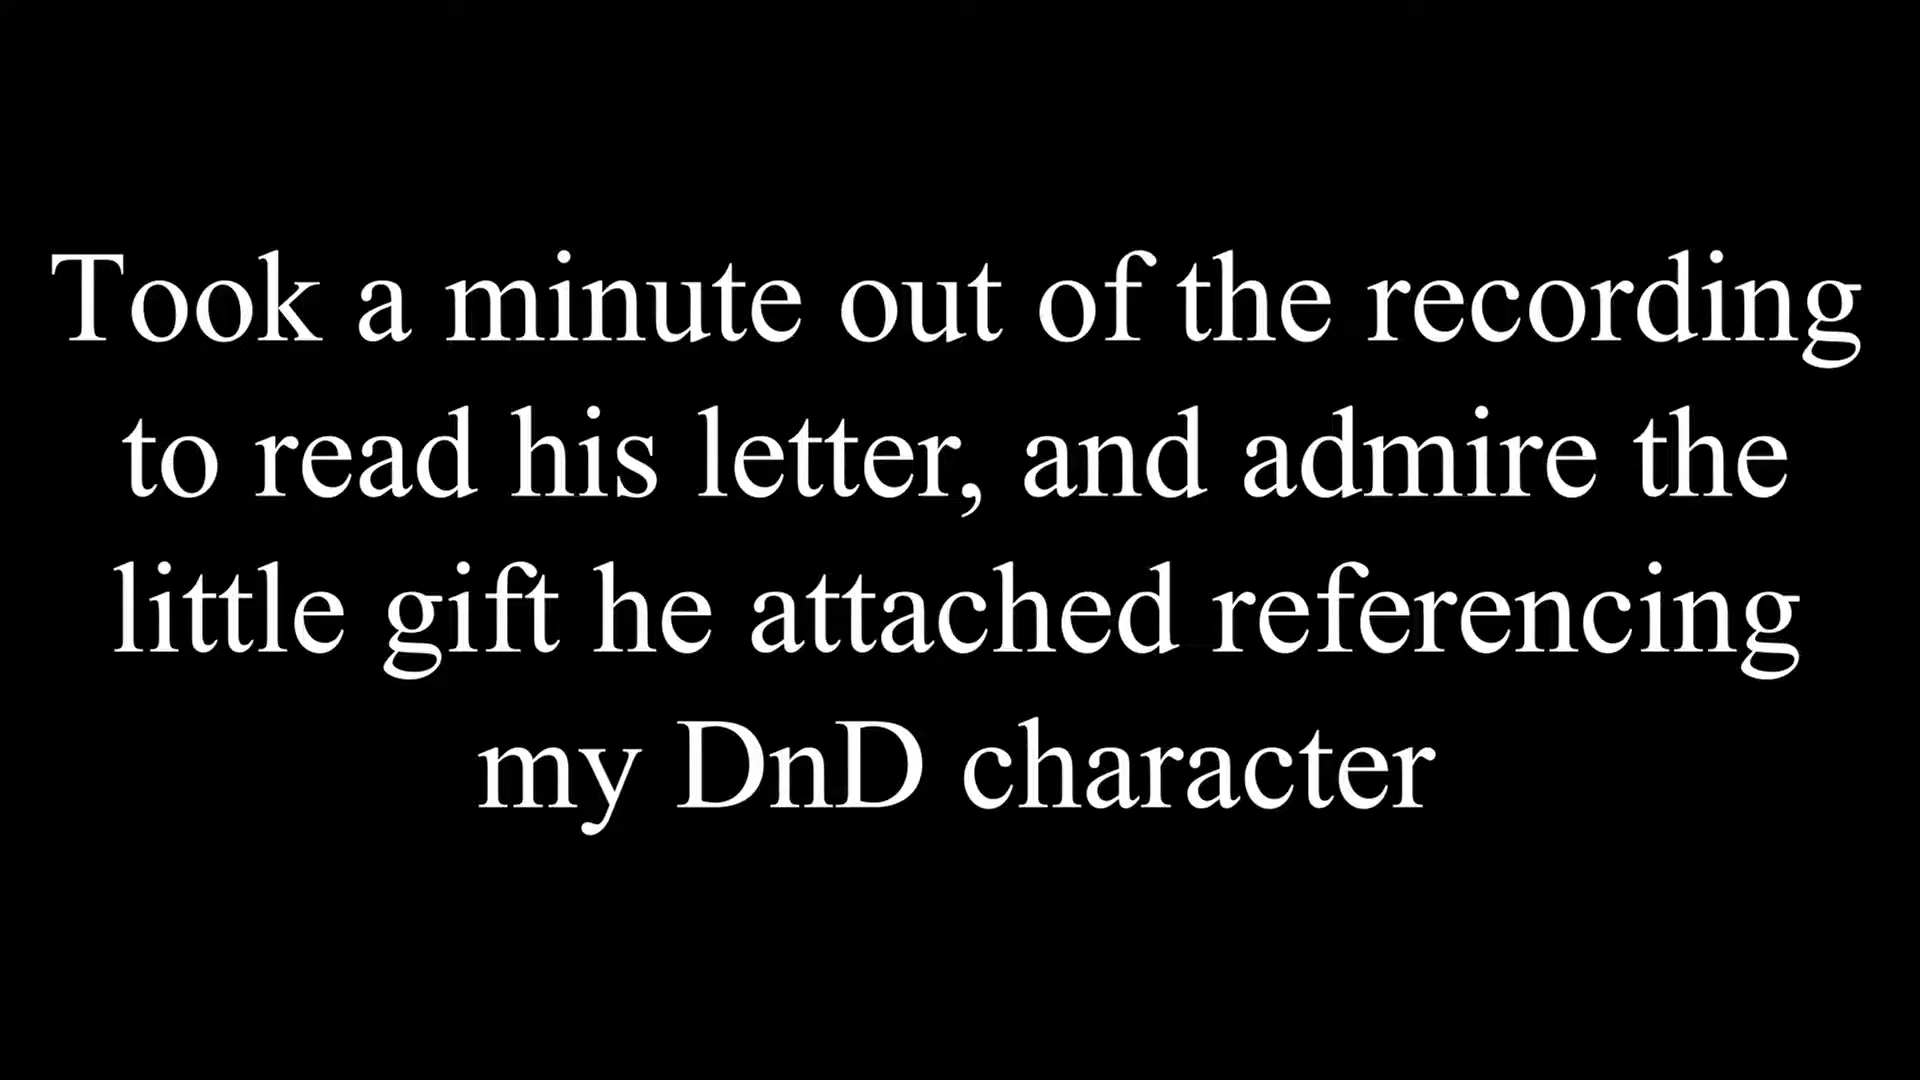 Took a minute out of the recording
to read his letter, and admire the
little gift he attached referencing
my DnD character